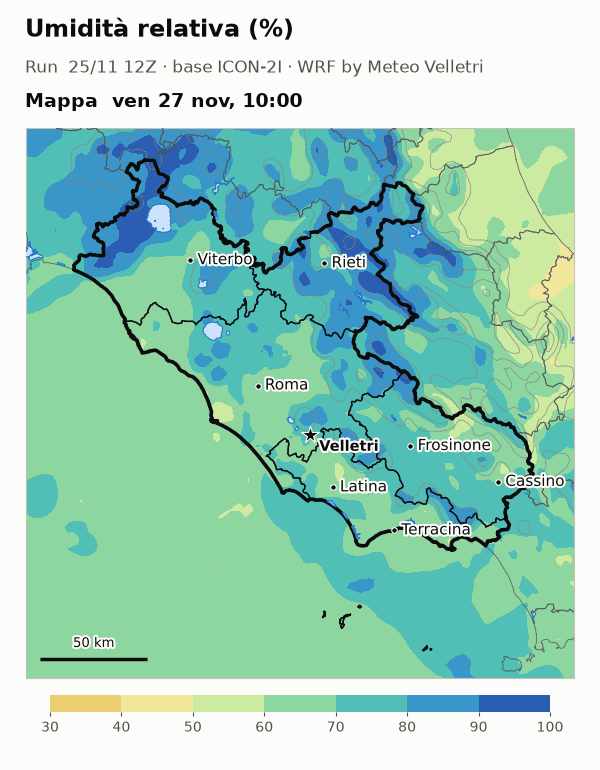 Umidità relativa (%)
Run  25/11 12Z · base ICON-2I · WRF by Meteo Velletri
Mappa  ven 27 nov, 10:00
Viterbo
Rieti
Roma
Velletri
Frosinone
Latina
Cassino
Terracina
50 km
30 40 50 60 70 80 90 100